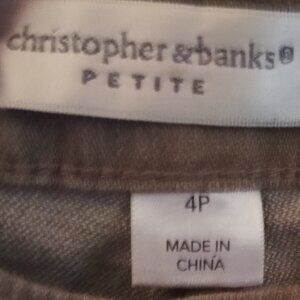 christopher & banks®
PETITE
4P
MADE IN
CHINA